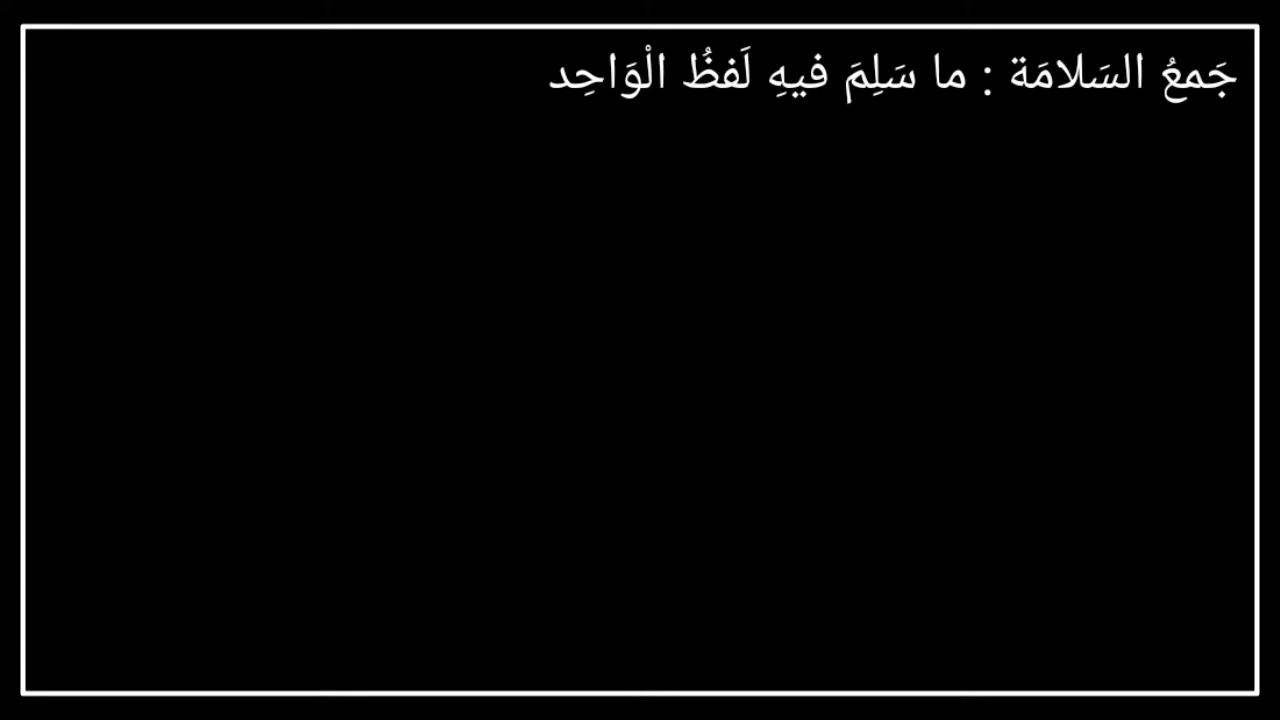 جَمعُ السَلامَة : ما سَلِمَ فيهِ لَفظُ الْوَاحِد